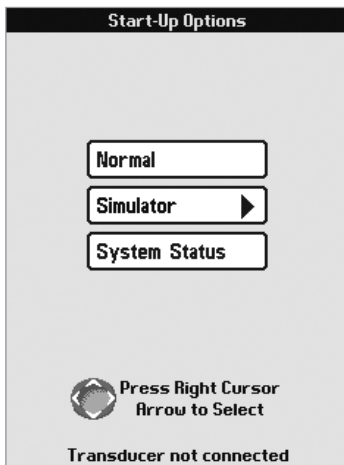 Start-Up Options
Normal
Simulator
System Status
Press Right Cursor
Arrow to Select
Transducer not connected